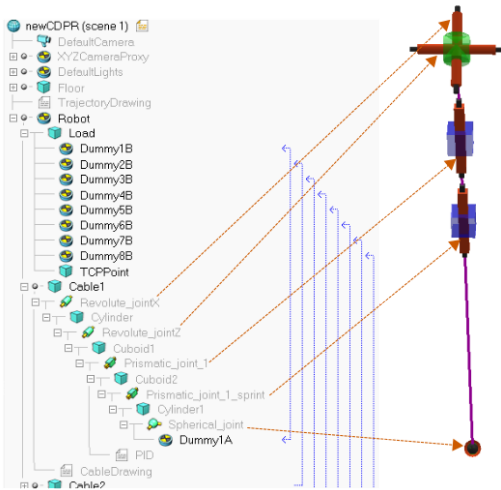 newCDPR (scene 1)
DefaultCamera
XYZCameraProxy
DefaultLights
Floor
TrajectoryDrawing
Robot
Load
Dummy1B
Dummy2B
Dummy3B
Dummy4B
Dummy5B
Dummy6B
Dummy7B
Dummy8B
TCPPoint
Cable1
Revolute_jointX
Cylinder
Revolute_jointZ
Cuboid1
Prismatic_joint_1
Cuboid2
Prismatic_joint_1_sprint
Cylinder1
Spherical_joint
Dummy1A
PID
CableDrawing
Cable2